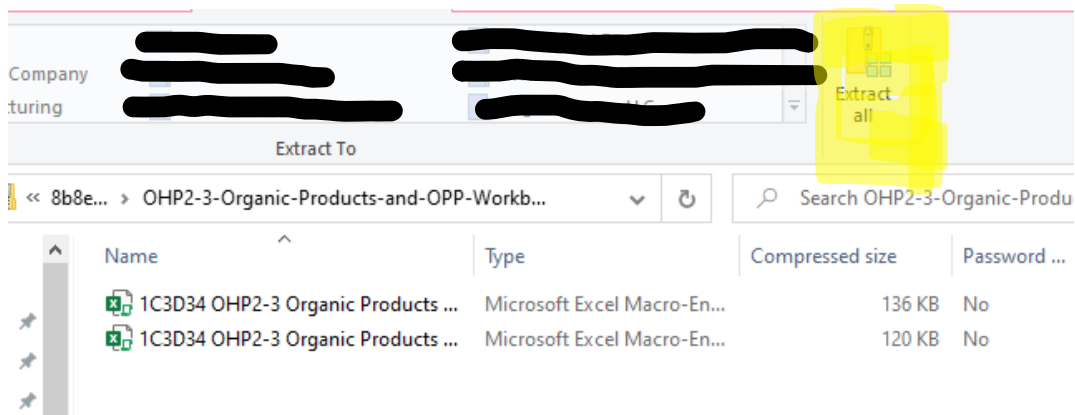 Company
Extract
cturing
all
Extract To
« 8b8e... › OHP2-3-Organic-Products-and-OPP-Workb... Search OHP2-3-Organic-Produ
Name Type Compressed size Password ...
1C3D34 OHP2-3 Organic Products ... Microsoft Excel Macro-En... 136 KB No
1C3D34 OHP2-3 Organic Products ... Microsoft Excel Macro-En... 120 KB No